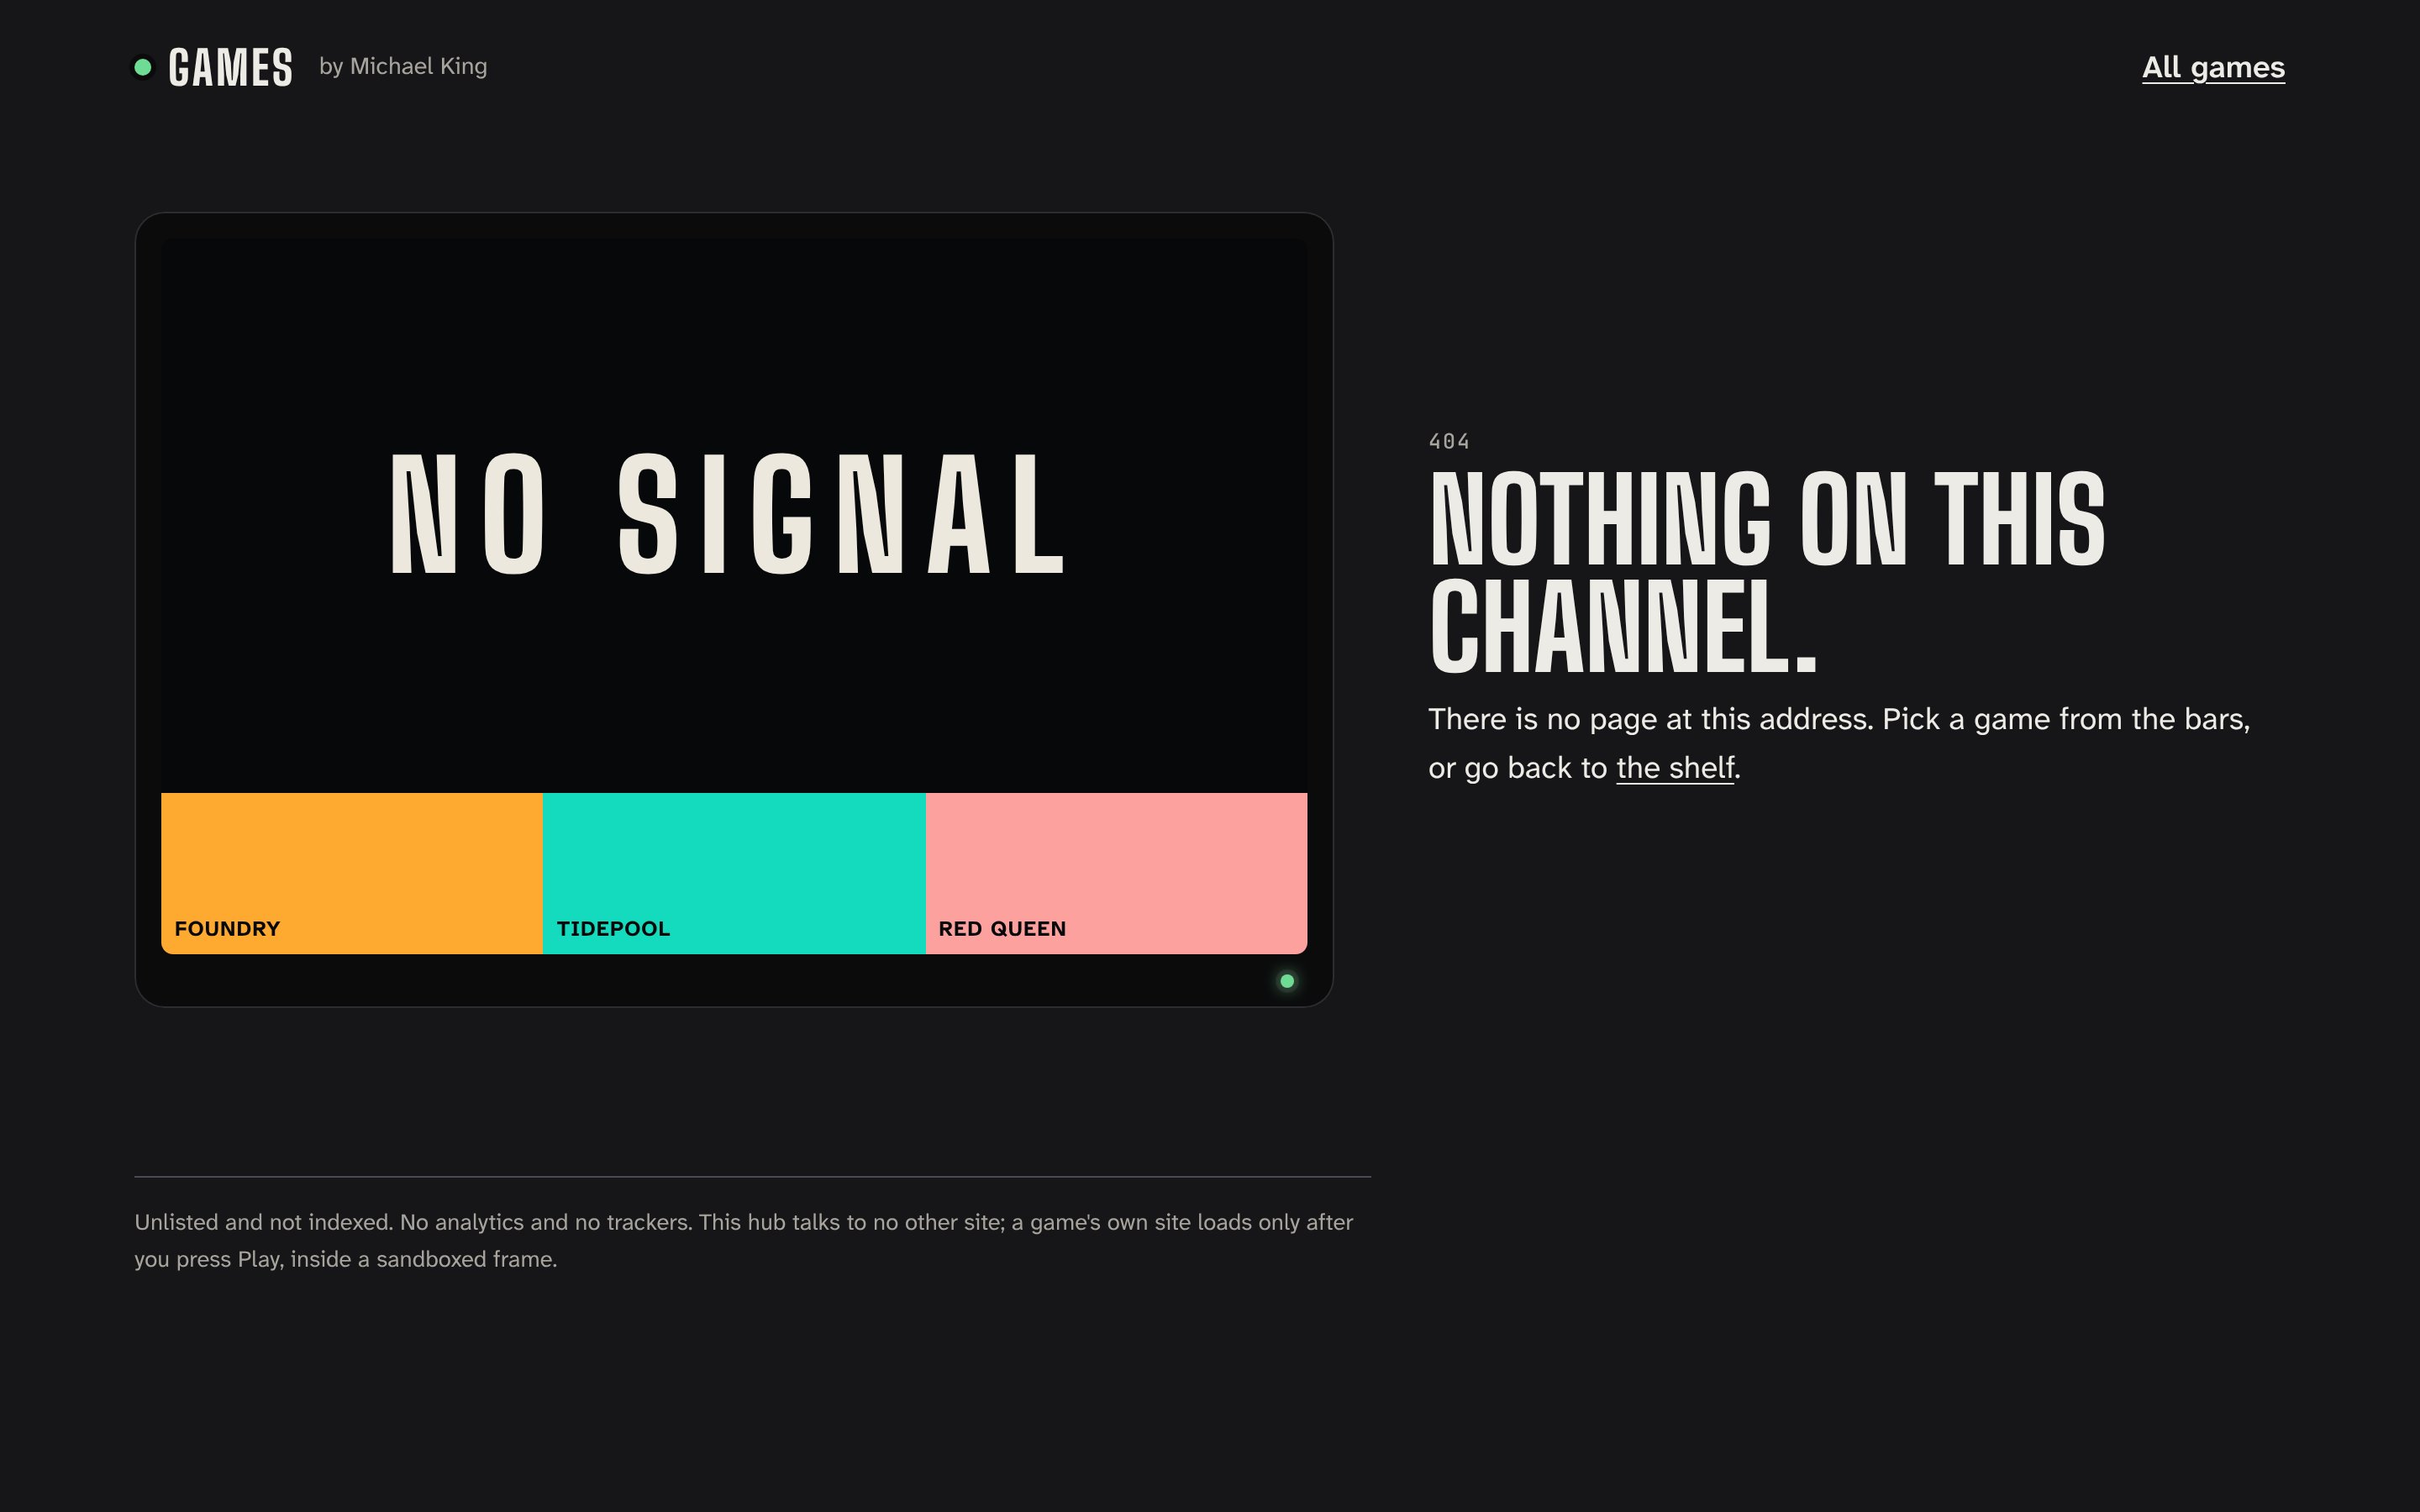 GAMES by Michael King
All games
NO SIGNAL
FOUNDRY
TIDEPOOL
RED QUEEN
404
NOTHING ON THIS
CHANNEL.
There is no page at this address. Pick a game from the bars,
or go back to the shelf.
Unlisted and not indexed. No analytics and no trackers. This hub talks to no other site; a game's own site loads only after
you press Play, inside a sandboxed frame.